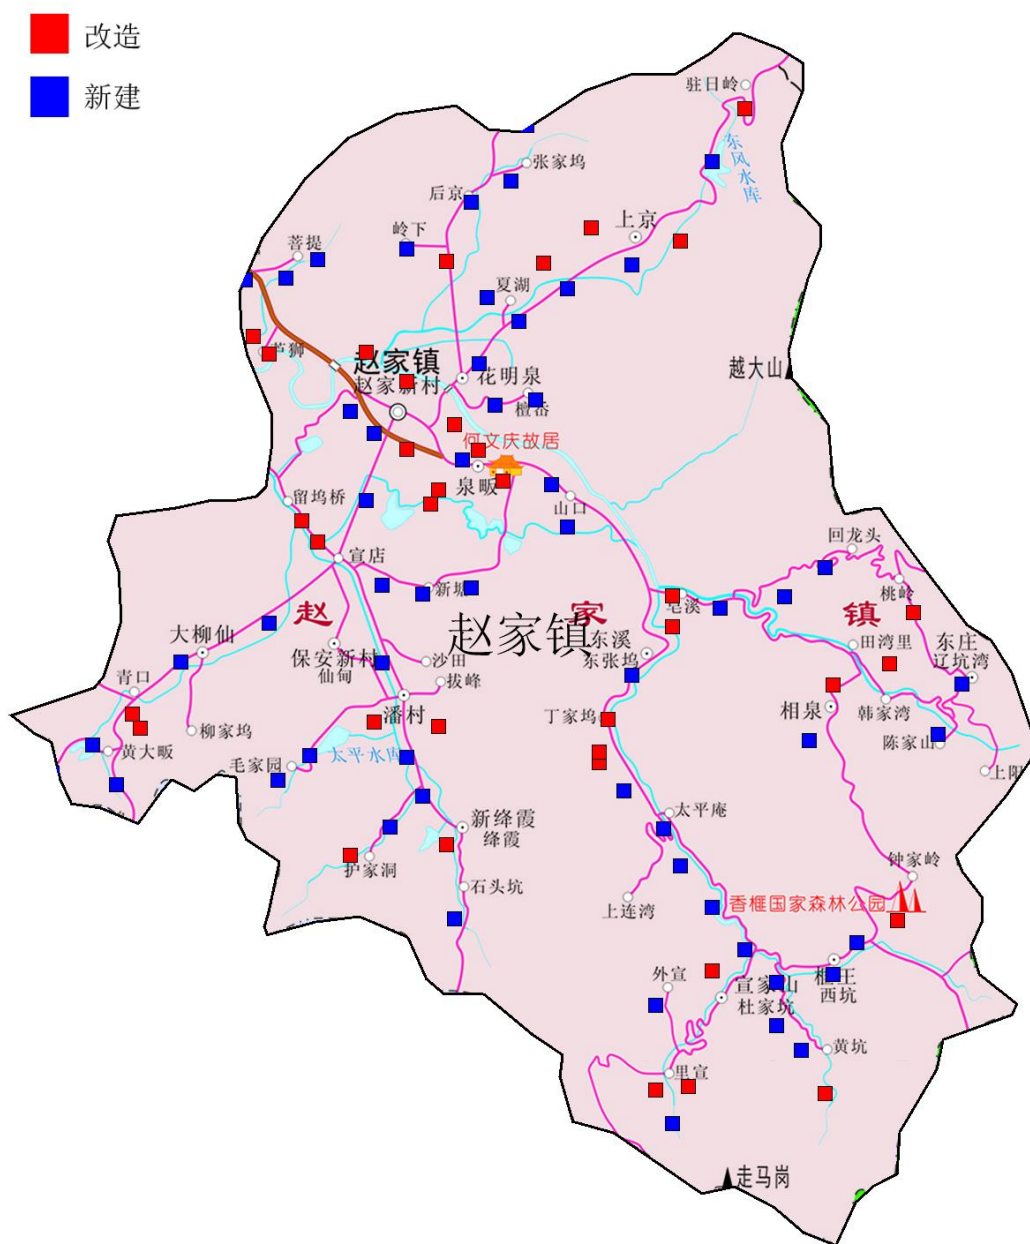 改造
新建
驻日岭
东风水库
张家坞
后京
上京
岭下
菩提
夏湖
芦狮
赵家镇
赵家新村
花明泉
檀岙
越大山
何文庆故居
泉畈
留坞桥
山口
宣店
回龙头
新塘
皂溪
桃岭
赵
家
镇
赵家镇
大柳仙
保安新村
仙甸
沙田
东溪
东张坞
田湾里
东庄
辽坑湾
青口
拔峰
潘村
丁家坞
相泉
韩家湾
柳家坞
黄大畈
毛家园
太平水库
陈家山
上阳
新绛霞
绛霞
太平庵
护家洞
石头坑
钟家岭
上连湾
香榧国家森林公园
外宣
宣家山
杜家坑
榧王
西坑
黄坑
里宣
走马岗